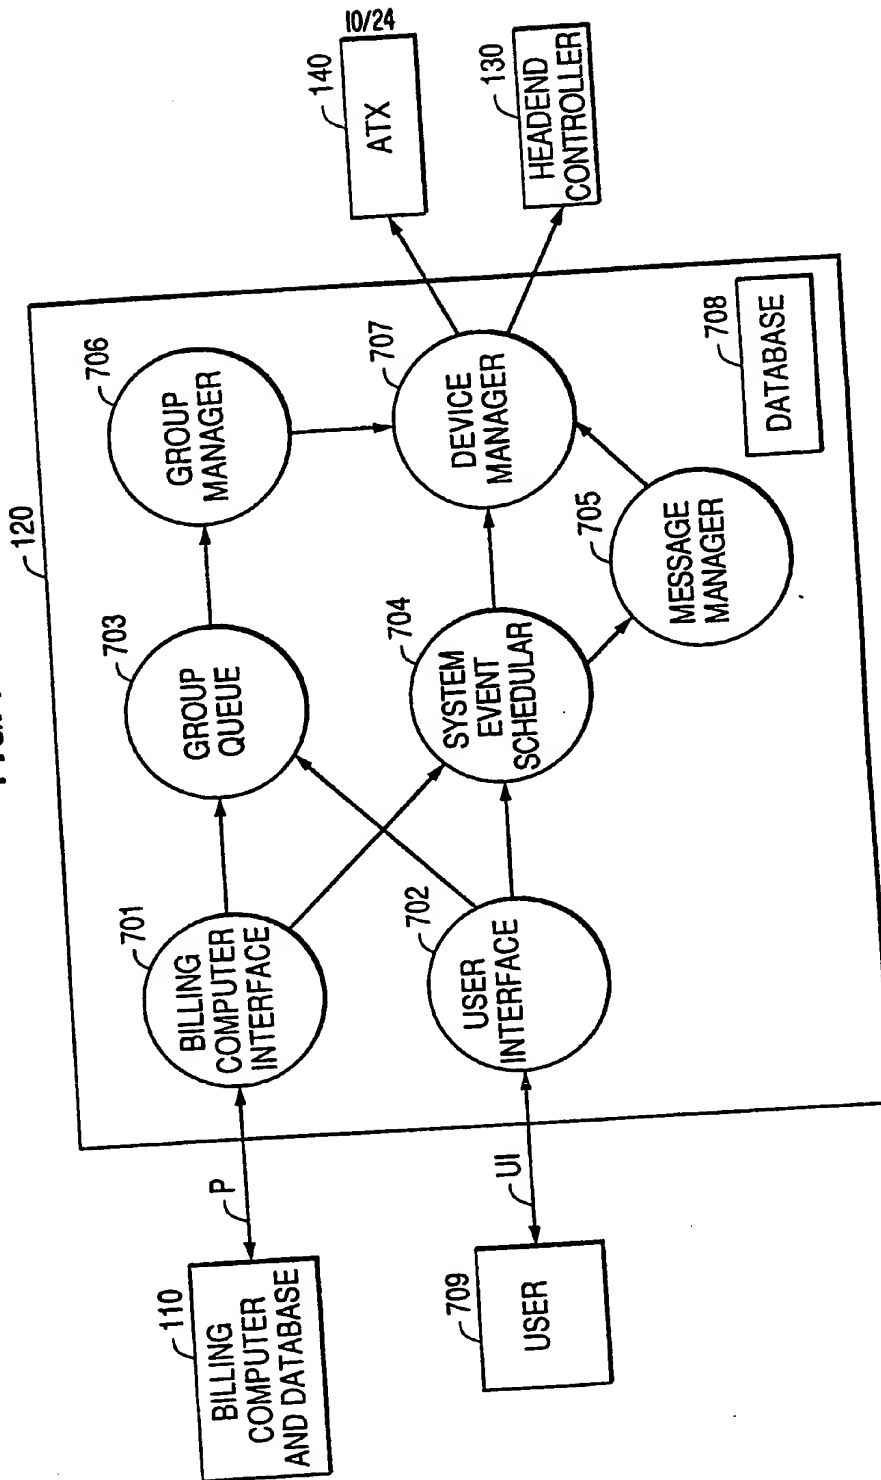 10/24
120
110
BILLING
COMPUTER
AND DATABASE
P
701
BILLING
COMPUTER
INTERFACE
703
GROUP
QUEUE
706
GROUP
MANAGER
140
ATX
709
USER
UI
702
USER
INTERFACE
704
SYSTEM
EVENT
SCHEDULAR
707
DEVICE
MANAGER
130
HEADEND
CONTROLLER
705
MESSAGE
MANAGER
708
DATABASE